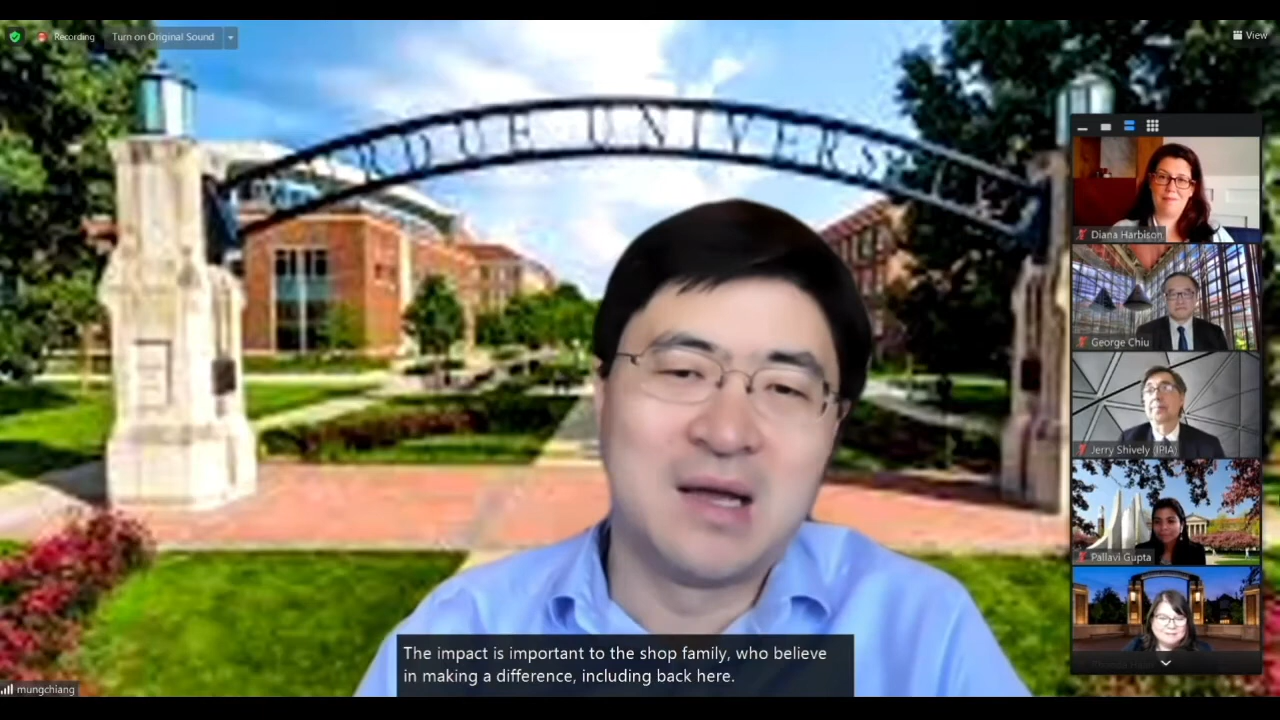 Recording
Turn on Original Sound
View
RDUE UNIVERS
Diana Harbison
George Chiu
Jerry Shively (IPIA)
Pallavi Gupta
The impact is important to the shop family, who believe
in making a difference, including back here.
mungchiang